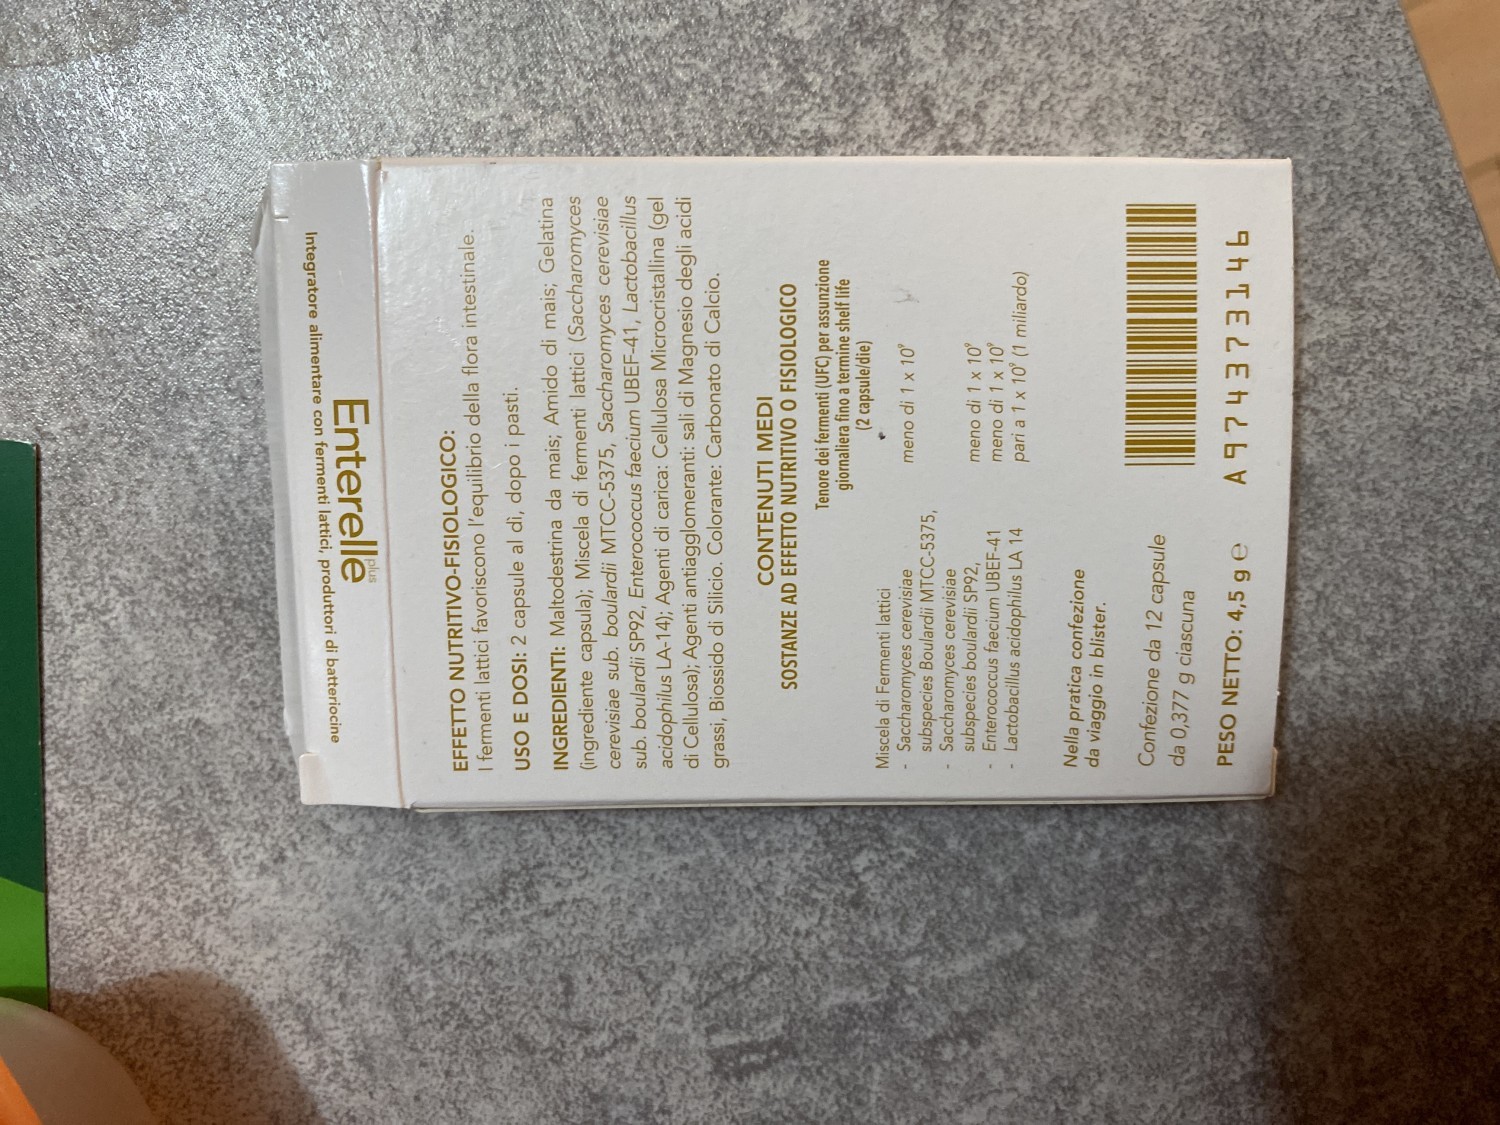 Integratore alimentare con fermenti lattici, produttori di batteriocine
Enterelle
plus
EFFETTO NUTRITIVO-FISIOLOGICO:
I fermenti lattici favoriscono l'equilibrio della flora intestinale.
USO E DOSI: 2 capsule al dì, dopo i pasti.
INGREDIENTI: Maltodestrina da mais; Amido di mais; Gelatina
(ingrediente capsula); Miscela di fermenti lattici (Saccharomyces
cerevisiae sub. boulardii MTCC-5375, Saccharomyces cerevisiae
sub. boulardii SP92, Enterococcus faecium UBEF-41, Lactobacillus
acidophilus LA-14); Agenti di carica: Cellulosa Microcristallina (gel
di Cellulosa); Agenti antiagglomeranti: sali di Magnesio degli acidi
grassi, Biossido di Silicio. Colorante: Carbonato di Calcio.
CONTENUTI MEDI
SOSTANZE AD EFFETTO NUTRITIVO O FISIOLOGICO
Tenore dei fermenti (UFC) per assunzione
giornaliera fino a termine shelf life
(2 capsule/die)
Miscela di Fermenti lattici
- Saccharomyces cerevisiae meno di 1 x 10⁹
subspecies Boulardii MTCC-5375,
- Saccharomyces cerevisiae
subspecies boulardii SP92, meno di 1 x 10⁹
- Enterococcus faecium UBEF-41 meno di 1 x 10⁹
- Lactobacillus acidophilus LA 14 pari a 1 x 10⁹ (1 miliardo)
Nella pratica confezione
da viaggio in blister.
Confezione da 12 capsule
da 0,377 g ciascuna
PESO NETTO: 4,5 g ℮
A974373146